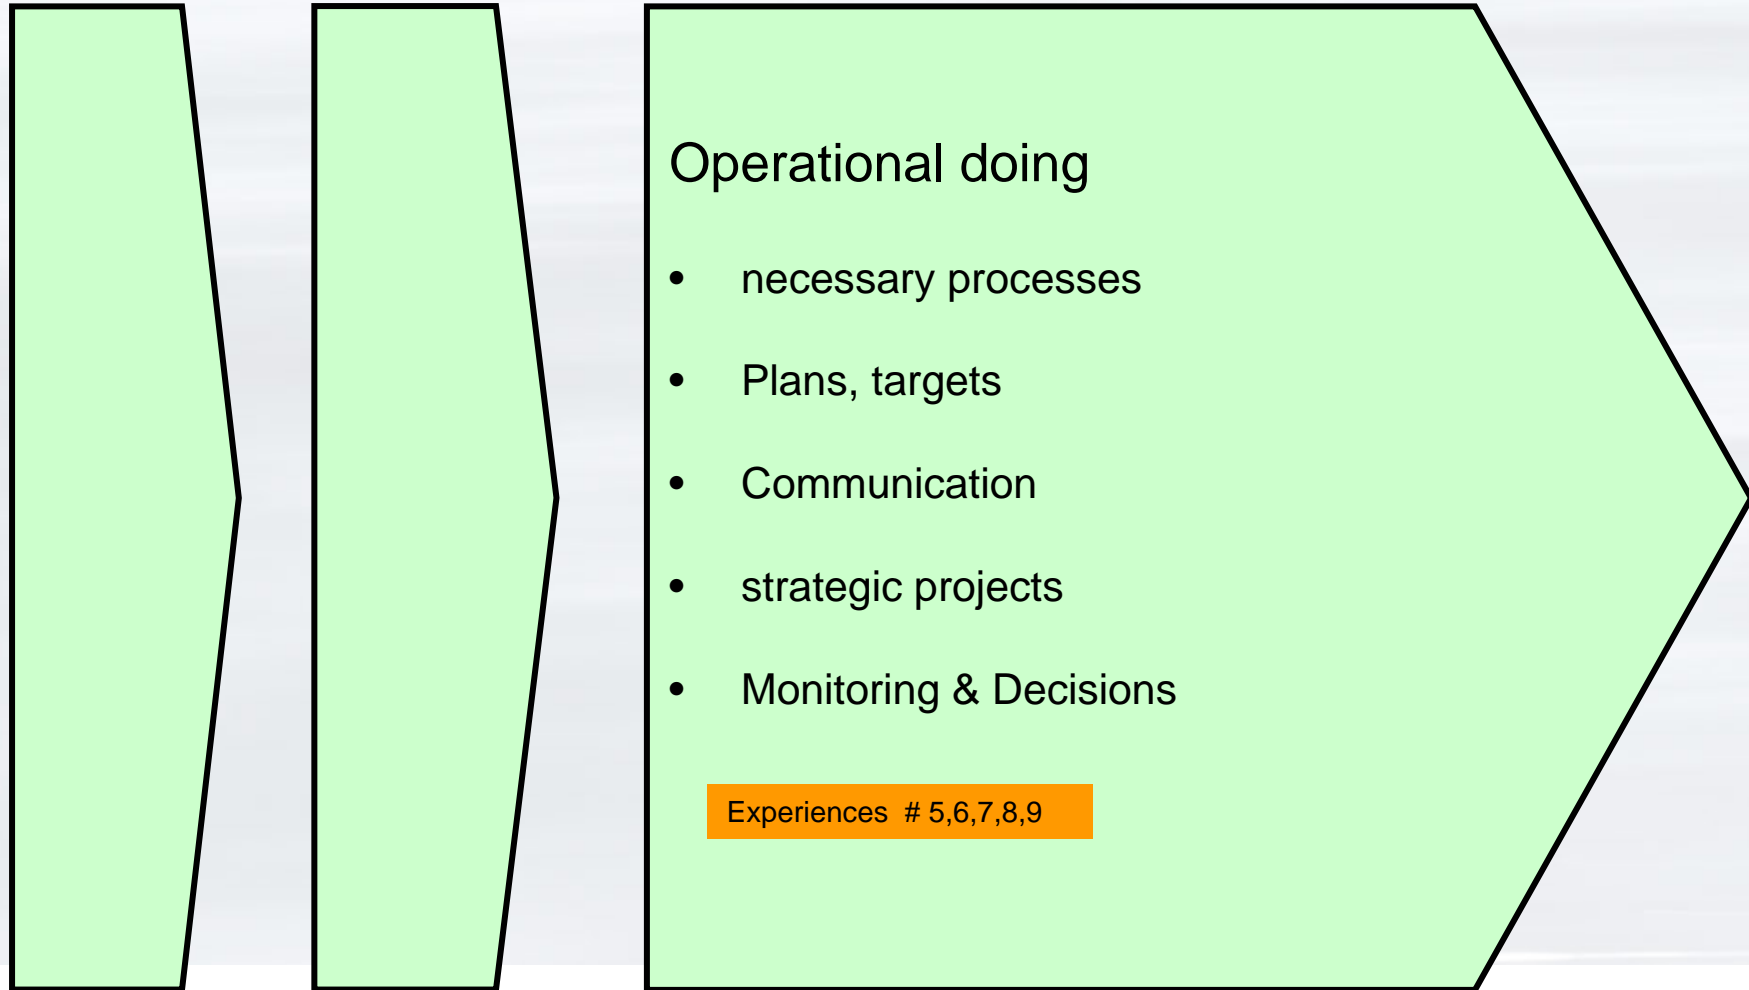 Operational doing
• necessary processes
• Plans, targets
• Communication
• strategic projects
• Monitoring & Decisions
Experiences # 5,6,7,8,9